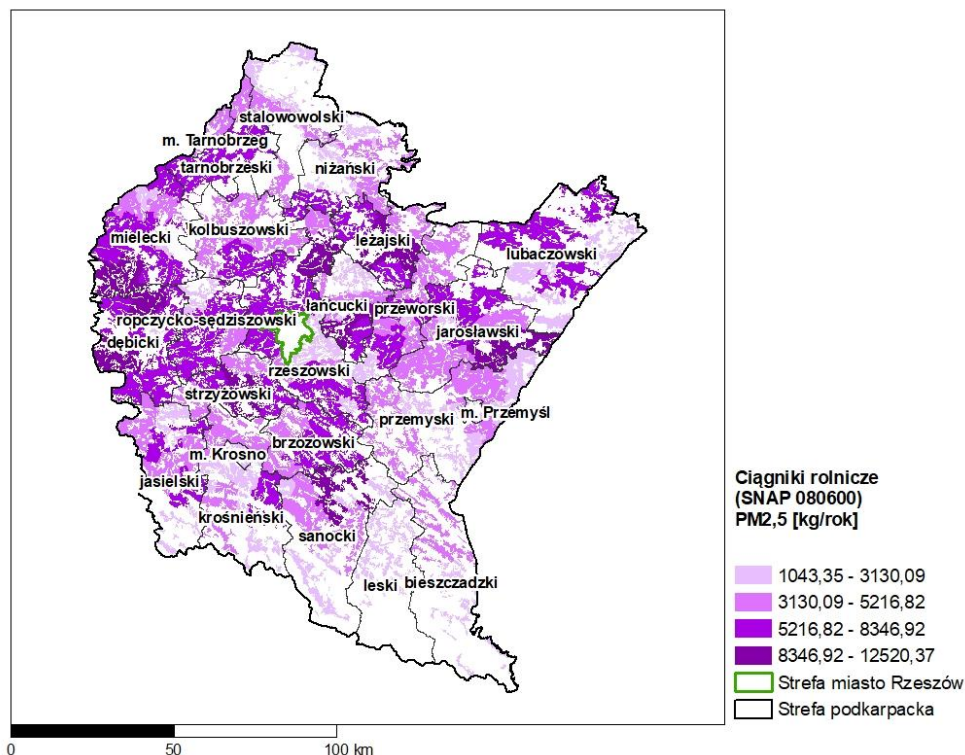 stalowowolski
m. Tarnobrzeg
tarnobrzeski
niżański
mielecki
kolbuszowski
leżajski
lubaczowski
ropczycko-sędziszowski
łańcucki
przeworski
jarosławski
dębicki
rzeszowski
strzyżowski
przemyski
m. Przemyśl
brzozowski
m. Krosno
jasielski
krośnieński
sanocki
leski
bieszczadzki
Ciągniki rolnicze
(SNAP 080600)
PM2,5 [kg/rok]
1043,35 - 3130,09
3130,09 - 5216,82
5216,82 - 8346,92
8346,92 - 12520,37
Strefa miasto Rzeszów
Strefa podkarpacka
0 50 100 km